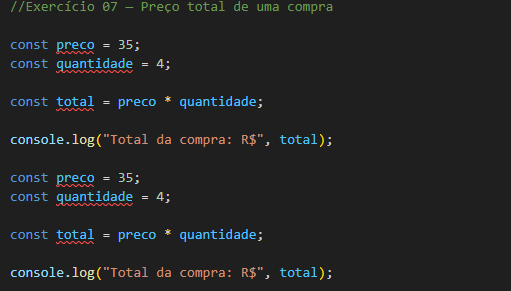 //Exercício 07 — Preço total de uma compra
const preco = 35;
const quantidade = 4;
const total = preco * quantidade;
console.log("Total da compra: R$", total);
const preco = 35;
const quantidade = 4;
const total = preco * quantidade;
console.log("Total da compra: R$", total);